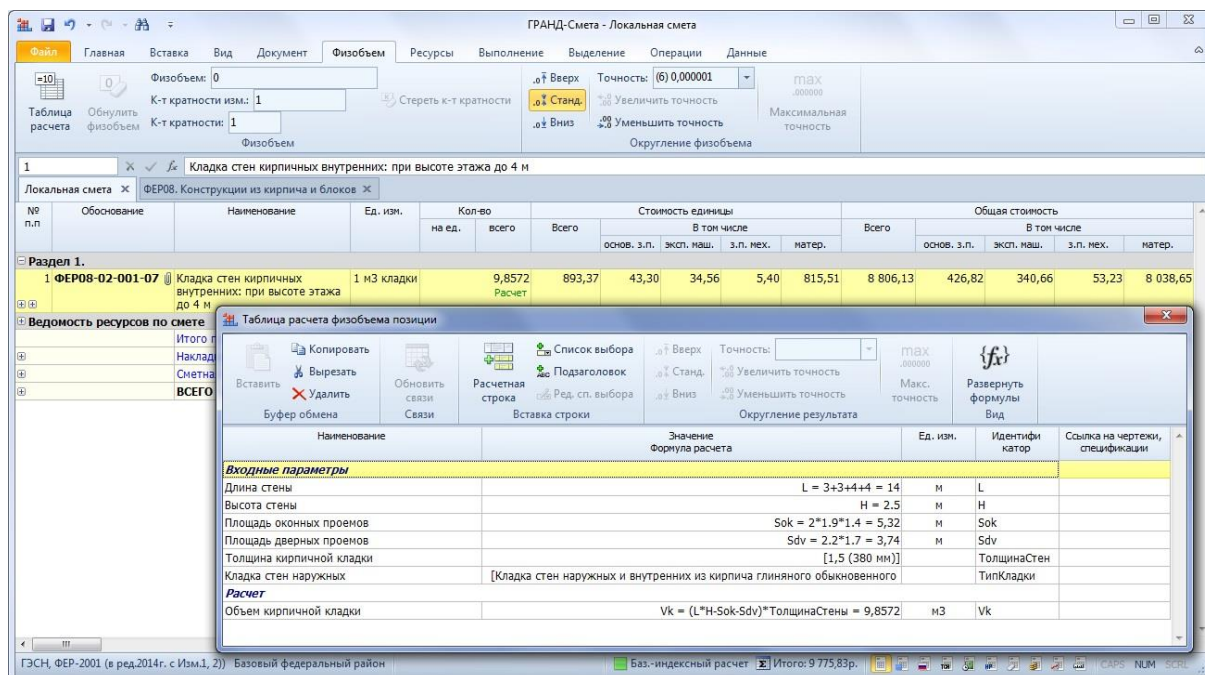 ГРАНД-Смета - Локальная смета
Файл Главная Вставка Вид Документ Физобъем Ресурсы Выполнение Выделение Операции Данные
Таблица расчета
Обнулить физобъем
Физобъем: 0
К-т кратности изм.: 1
К-т кратности: 1
Стереть к-т кратности
Физобъем
Вверх
Станд.
Вниз
Точность: (6) 0,000001
Увеличить точность
Уменьшить точность
max .000000
Максимальная точность
Округление физобъема
1 fx Кладка стен кирпичных внутренних: при высоте этажа до 4 м
Локальная смета ФЕР08. Конструкции из кирпича и блоков
№ п.п Обоснование Наименование Ед. изм. Кол-во Стоимость единицы Общая стоимость
на ед. всего Всего В том числе Всего В том числе
основ. з.п. эксп. маш. з.п. мех. матер. основ. з.п. эксп. маш. з.п. мех. матер.
Раздел 1.
1 ФЕР08-02-001-07 Кладка стен кирпичных 1 м3 кладки 9,8572 893,37 43,30 34,56 5,40 815,51 8 806,13 426,82 340,66 53,23 8 038,65
внутренних: при высоте этажа Расчет
до 4 м
Ведомость ресурсов по смете
Итого
Наклад
Сметна
ВСЕГО
Таблица расчета физобъема позиции
Вставить
Копировать
Вырезать
Удалить
Буфер обмена
Обновить связи
Связи
Расчетная строка
Список выбора
Подзаголовок
Ред. сп. выбора
Вставка строки
Вверх
Станд.
Вниз
Точность:
Увеличить точность
Уменьшить точность
max .000000
Макс. точность
Округление результата
{fx}
Развернуть формулы
Вид
Наименование Значение Ед. изм. Идентифи Ссылка на чертежи,
Формула расчета катор спецификации
Входные параметры
Длина стены L = 3+3+4+4 = 14 м L
Высота стены H = 2.5 м H
Площадь оконных проемов Sok = 2*1.9*1.4 = 5,32 м Sok
Площадь дверных проемов Sdv = 2.2*1.7 = 3,74 м Sdv
Толщина кирпичной кладки [1,5 (380 мм)] ТолщинаСтен
Кладка стен наружных [Кладка стен наружных и внутренних из кирпича глиняного обыкновенного ТипКладки
Расчет
Объем кирпичной кладки Vk = (L*H-Sok-Sdv)*ТолщинаСтены = 9,8572 м3 Vk
ГЭСН, ФЕР-2001 (в ред.2014г. с Изм.1, 2)) Базовый федеральный район Баз.-индексный расчет Итого: 9 775,83р. CAPS NUM SCRL